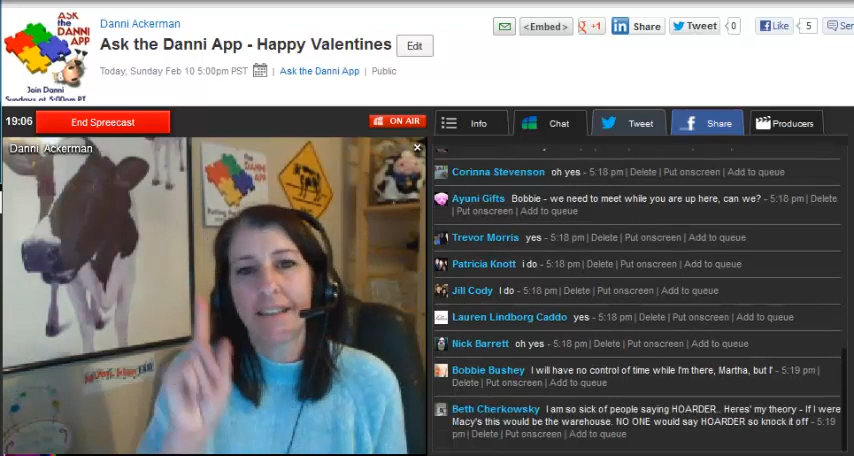 ASK
the
DANNI
APP
Join Danni
Sundays at 5:00pm PT
Danni Ackerman
Ask the Danni App - Happy Valentines Edit
Today, Sunday Feb 10 5:00pm PST | Ask the Danni App | Public
<Embed> +1 in Share Tweet 0 Like 5 Sen
19:06 End Spreecast ON AIR
Info Chat Tweet Share Producers
Danni Ackerman ×
the
DANNI
APP
Corinna Stevenson oh yes - 5:18 pm | Delete | Put onscreen | Add to queue
Ayuni Gifts Bobbie - we need to meet while you are up here, can we? - 5:18 pm | Delete
| Put onscreen | Add to queue
Trevor Morris yes - 5:18 pm | Delete | Put onscreen | Add to queue
Patricia Knott i do - 5:18 pm | Delete | Put onscreen | Add to queue
Jill Cody I do - 5:18 pm | Delete | Put onscreen | Add to queue
Lauren Lindborg Caddo yes - 5:18 pm | Delete | Put onscreen | Add to queue
Nick Barrett oh yes - 5:18 pm | Delete | Put onscreen | Add to queue
Bobbie Bushey I will have no control of time while I'm there, Martha, but I' - 5:19 pm |
Delete | Put onscreen | Add to queue
Beth Cherkowsky I am so sick of people saying HOARDER.. Heres' my theory - If I were
Macy's this would be the warehouse. NO ONE would say HOARDER so knock it off - 5:19
pm | Delete | Put onscreen | Add to queue